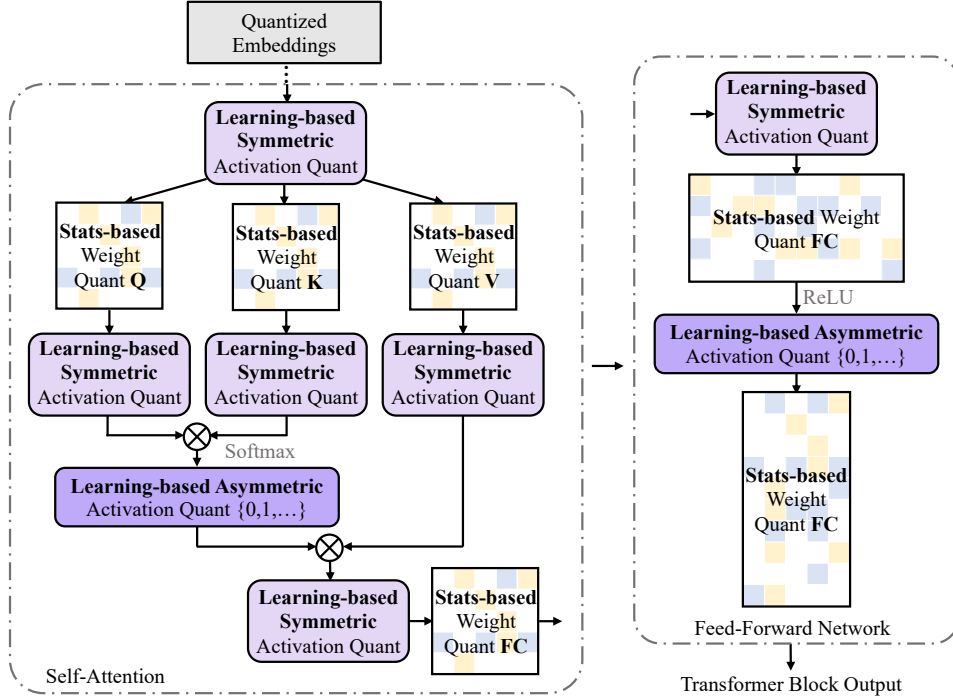 Quantized
Embeddings
Learning-based
Symmetric
Activation Quant
Stats-based
Weight
Quant Q
Stats-based
Weight
Quant K
Stats-based
Weight
Quant V
Learning-based
Symmetric
Activation Quant
Learning-based
Symmetric
Activation Quant
Learning-based
Symmetric
Activation Quant
Softmax
Learning-based Asymmetric
Activation Quant {0,1,…}
Learning-based
Symmetric
Activation Quant
Stats-based
Weight
Quant FC
Self-Attention
Learning-based
Symmetric
Activation Quant
Stats-based Weight
Quant FC
ReLU
Learning-based Asymmetric
Activation Quant {0,1,…}
Stats-based
Weight
Quant FC
Feed-Forward Network
Transformer Block Output